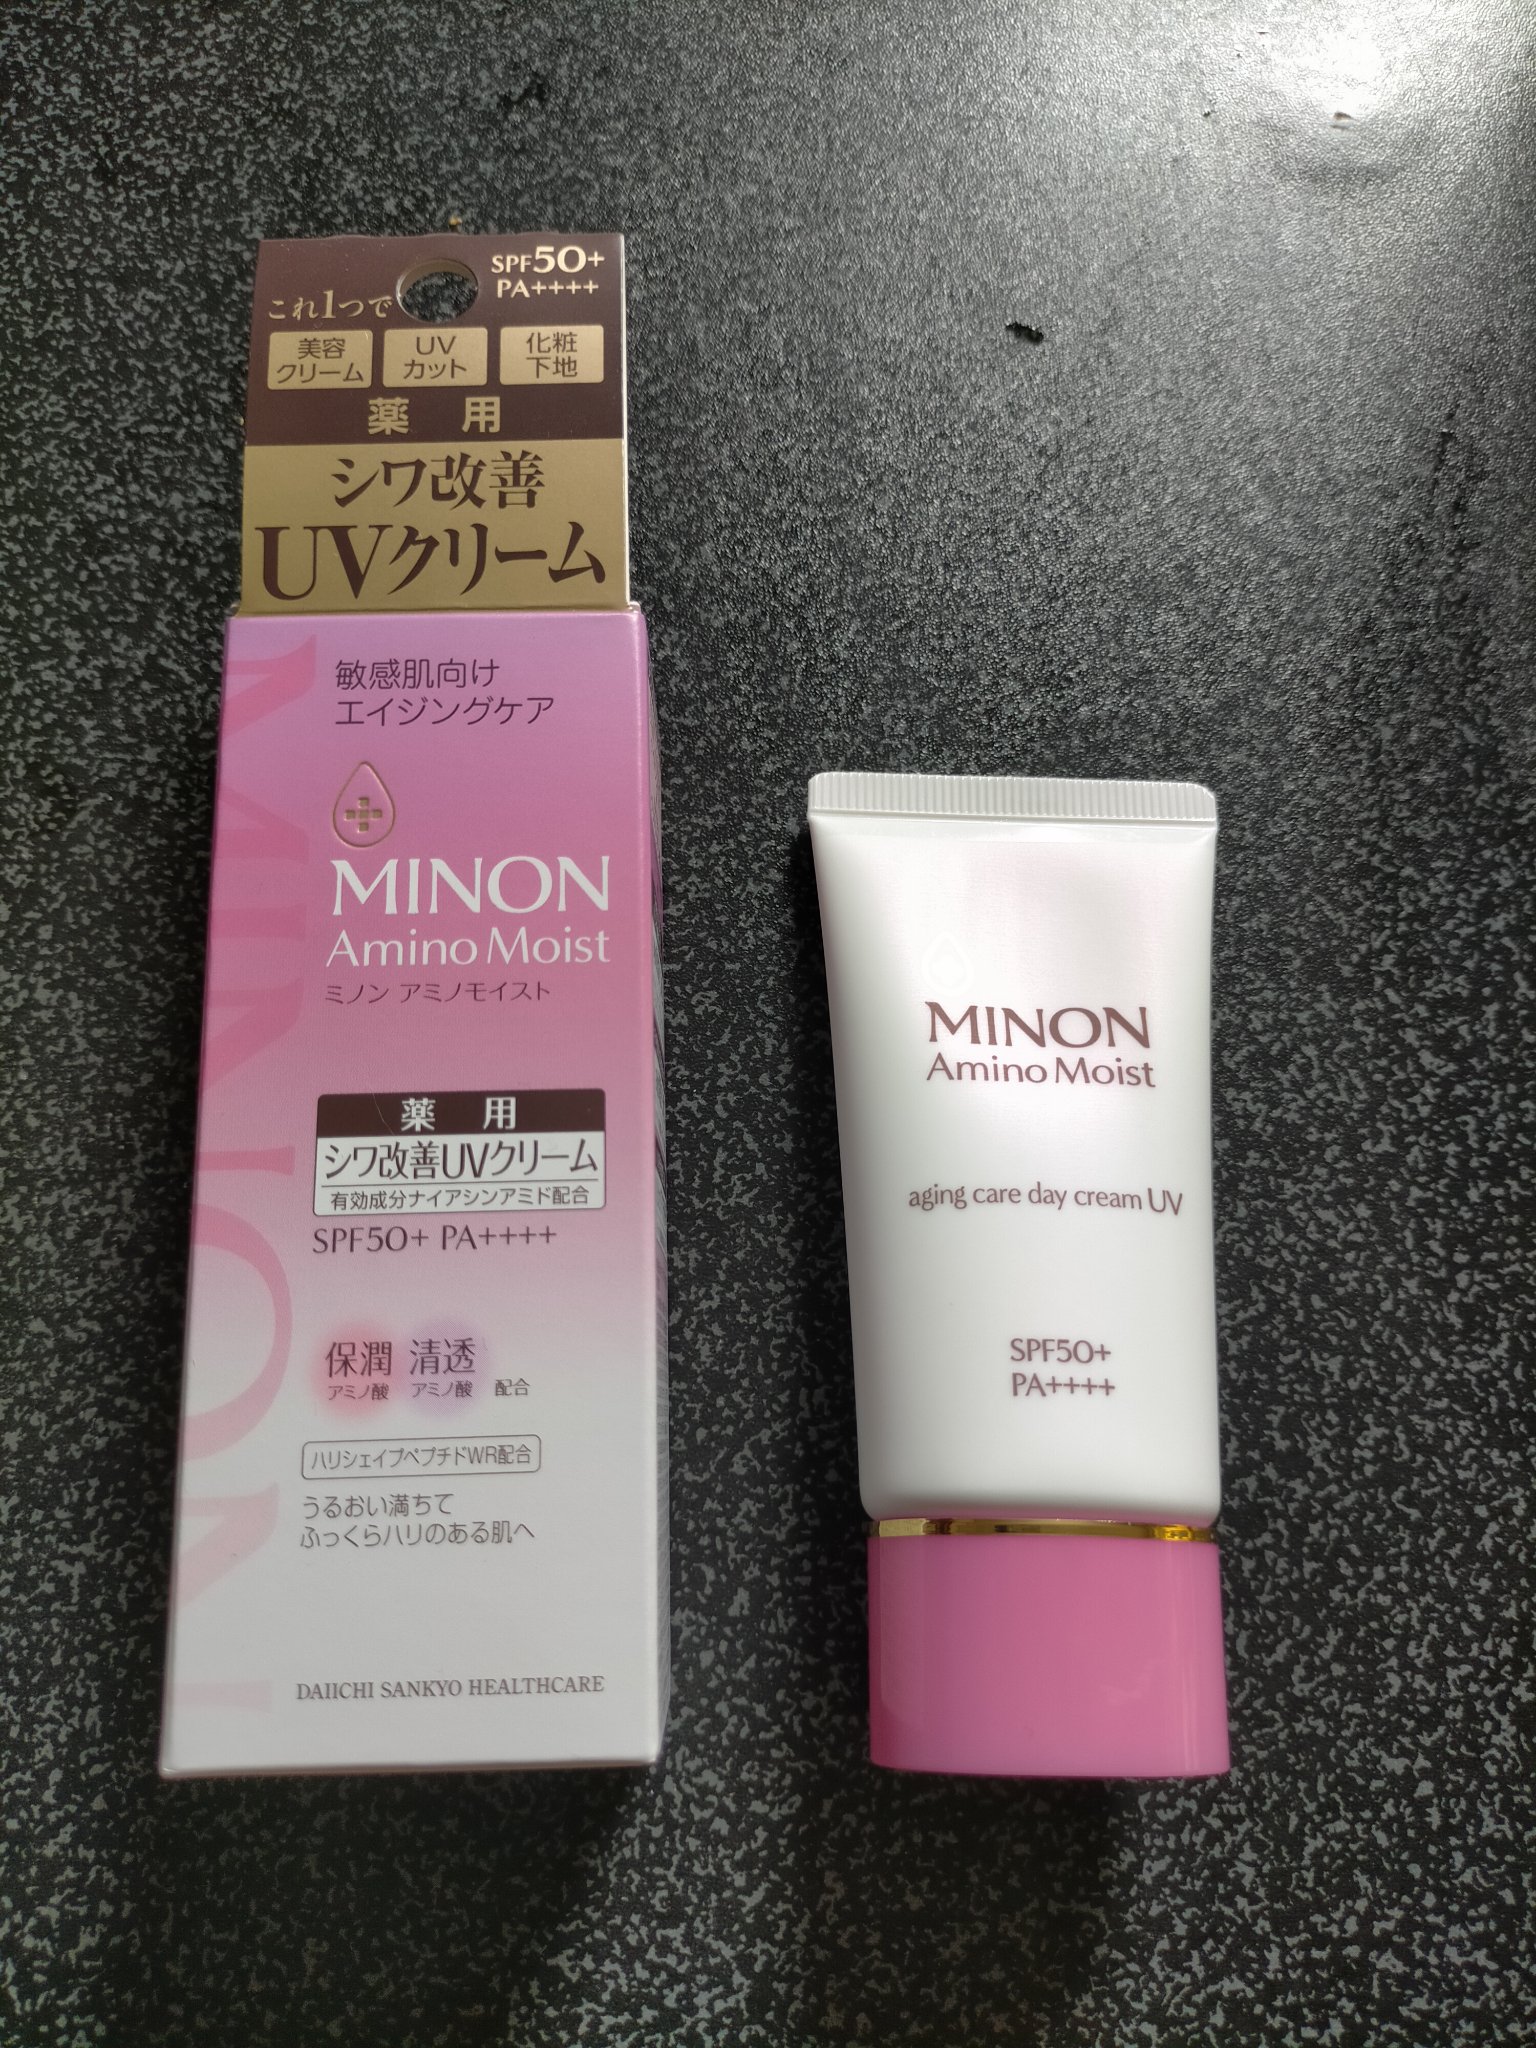 SPF50+
PA++++
これ1つで
美容
クリーム
UV
カット
化粧
下地
薬 用
シワ改善
UVクリーム
敏感肌向け
エイジングケア
MINON
Amino Moist
ミノン アミノモイスト
薬 用
シワ改善UVクリーム
有効成分ナイアシンアミド配合
SPF50+ PA++++
保潤 清透
アミノ酸 アミノ酸 配合
ハリシェイプペプチドWR配合
うるおい満ちて
ふっくらハリのある肌へ
DAIICHI SANKYO HEALTHCARE
MINON
MINON
Amino Moist
aging care day cream UV
SPF50+
PA++++